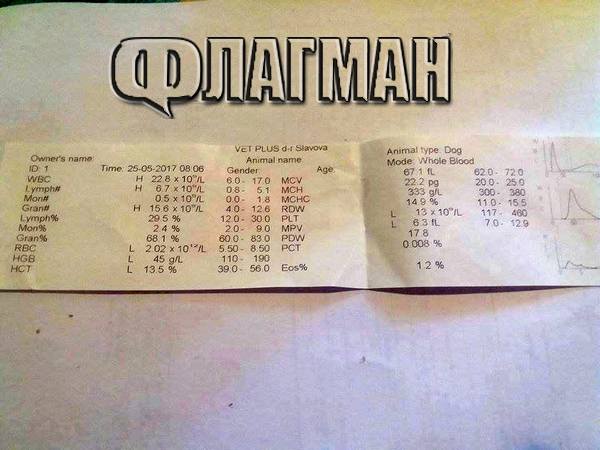 ФЛАГМАН
VET PLUS d-r Slavova
Owner's name: Animal name: Animal type: Dog
ID: 1 Time: 25-05-2017 08:06 Gender: Age: Mode: Whole Blood
WBC H 22.8 x 10⁹/L 6.0 - 17.0 MCV 67.1 fL 62.0 - 72.0
Lymph# H 6.7 x 10⁹/L 0.8 - 5.1 MCH 22.2 pg 20.0 - 25.0
Mon# 0.5 x 10⁹/L 0.0 - 1.8 MCHC 333 g/L 300 - 380
Gran# H 15.6 x 10⁹/L 4.0 - 12.6 RDW 14.9 % 11.0 - 15.5
Lymph% 29.5 % 12.0 - 30.0 PLT L 13 x 10⁹/L 117 - 460
Mon% 2.4 % 2.0 - 9.0 MPV L 6.3 fL 7.0 - 12.9
Gran% 68.1 % 60.0 - 83.0 PDW 17.8
RBC L 2.02 x 10¹²/L 5.50 - 8.50 PCT 0.008 %
HGB L 45 g/L 110 - 190
HCT L 13.5 % 39.0 - 56.0 Eos% 1.2 %